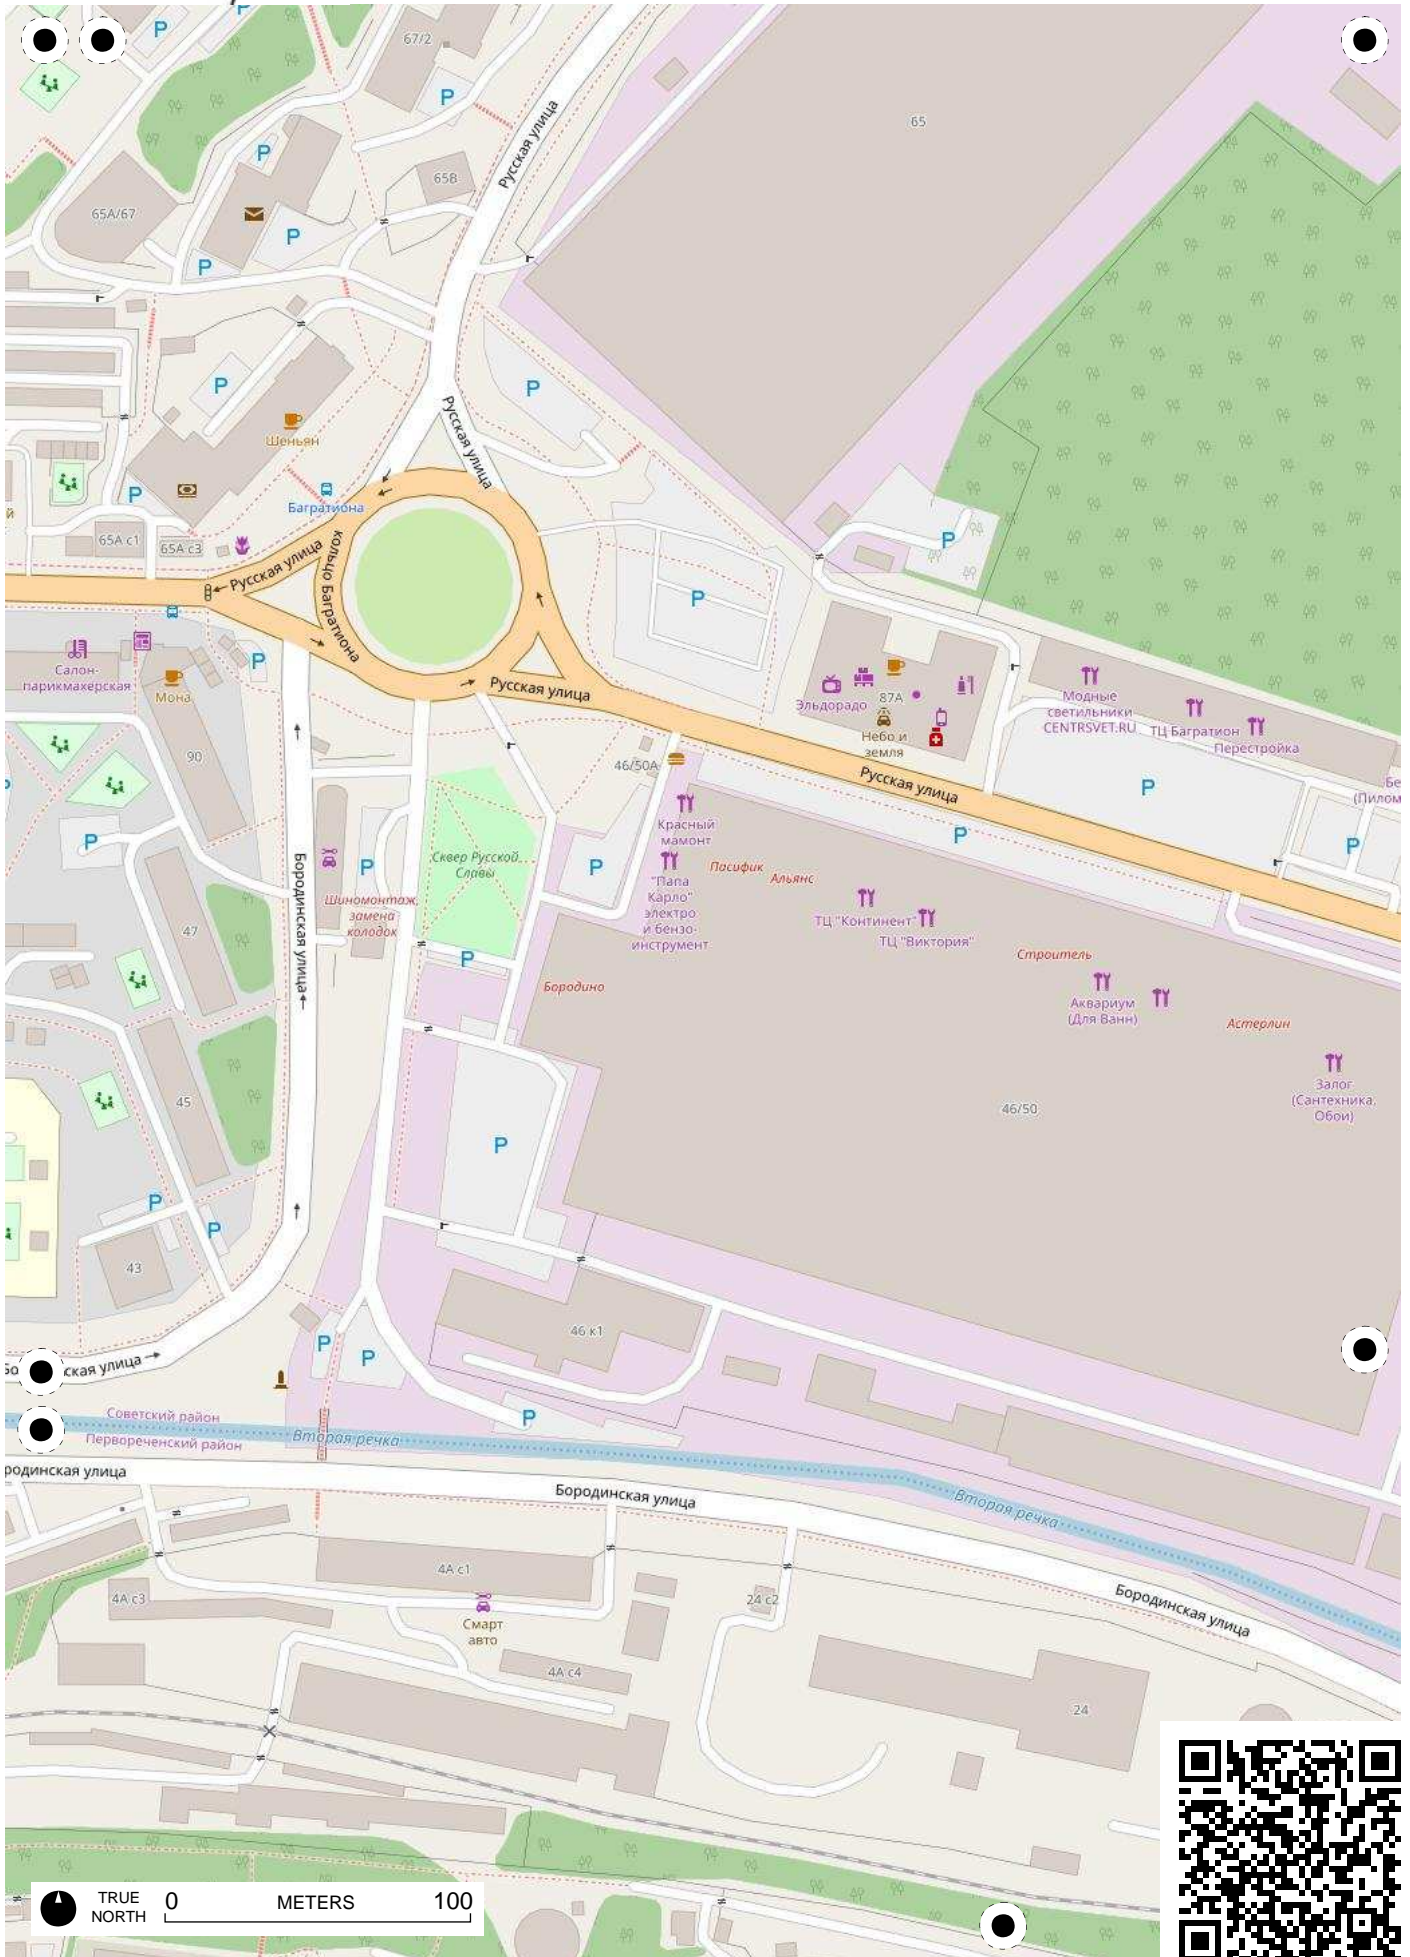 67/2
P
P
P
65
Русская улица
P
65В
65А/67
P
P
P
P
Русская улица
Шеньян
P
Багратиона
65А с1
65А с3
P
Русская улица
кольцо Багратиона
P
Салон-
парикмахерская
Мона
P
Русская улица
Эльдорадо
87А
Небо и
земля
Модные
светильники
CENTRSVET.RU
ТЦ Багратион
Перестройка
90
46/50А
Русская улица
P
P
P
P
Красный
мамонт
"Папа
Карло"
электро
и бензо-
инструмент
P
P
P
Сквер Русской
Славы
Пасифик
Альянс
Бородинская улица
Шиномонтаж,
замена
колодок
ТЦ "Континент"
ТЦ "Виктория"
47
P
Бородино
Строитель
Аквариум
(Для Ванн)
Астерлин
Залог
(Сантехника,
Обои)
45
46/50
P
P
P
43
46 к1
P
P
ская улица
P
Советский район
Первореченский район
Вторая речка
родинская улица
Бородинская улица
Вторая речка
4А с1
4А с3
24 с2
Бородинская улица
Смарт
авто
4А с4
24
TRUE
NORTH
0 METERS 100